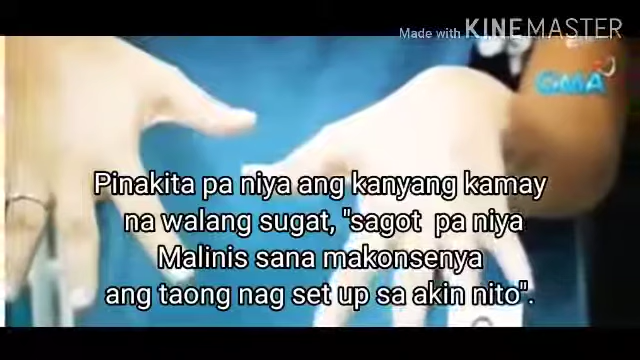 Made with KINEMASTER
GMA
Pinakita pa niya ang kanyang kamay
na walang sugat, "sagot pa niya
Malinis sana makonsenya
ang taong nag set up sa akin nito".